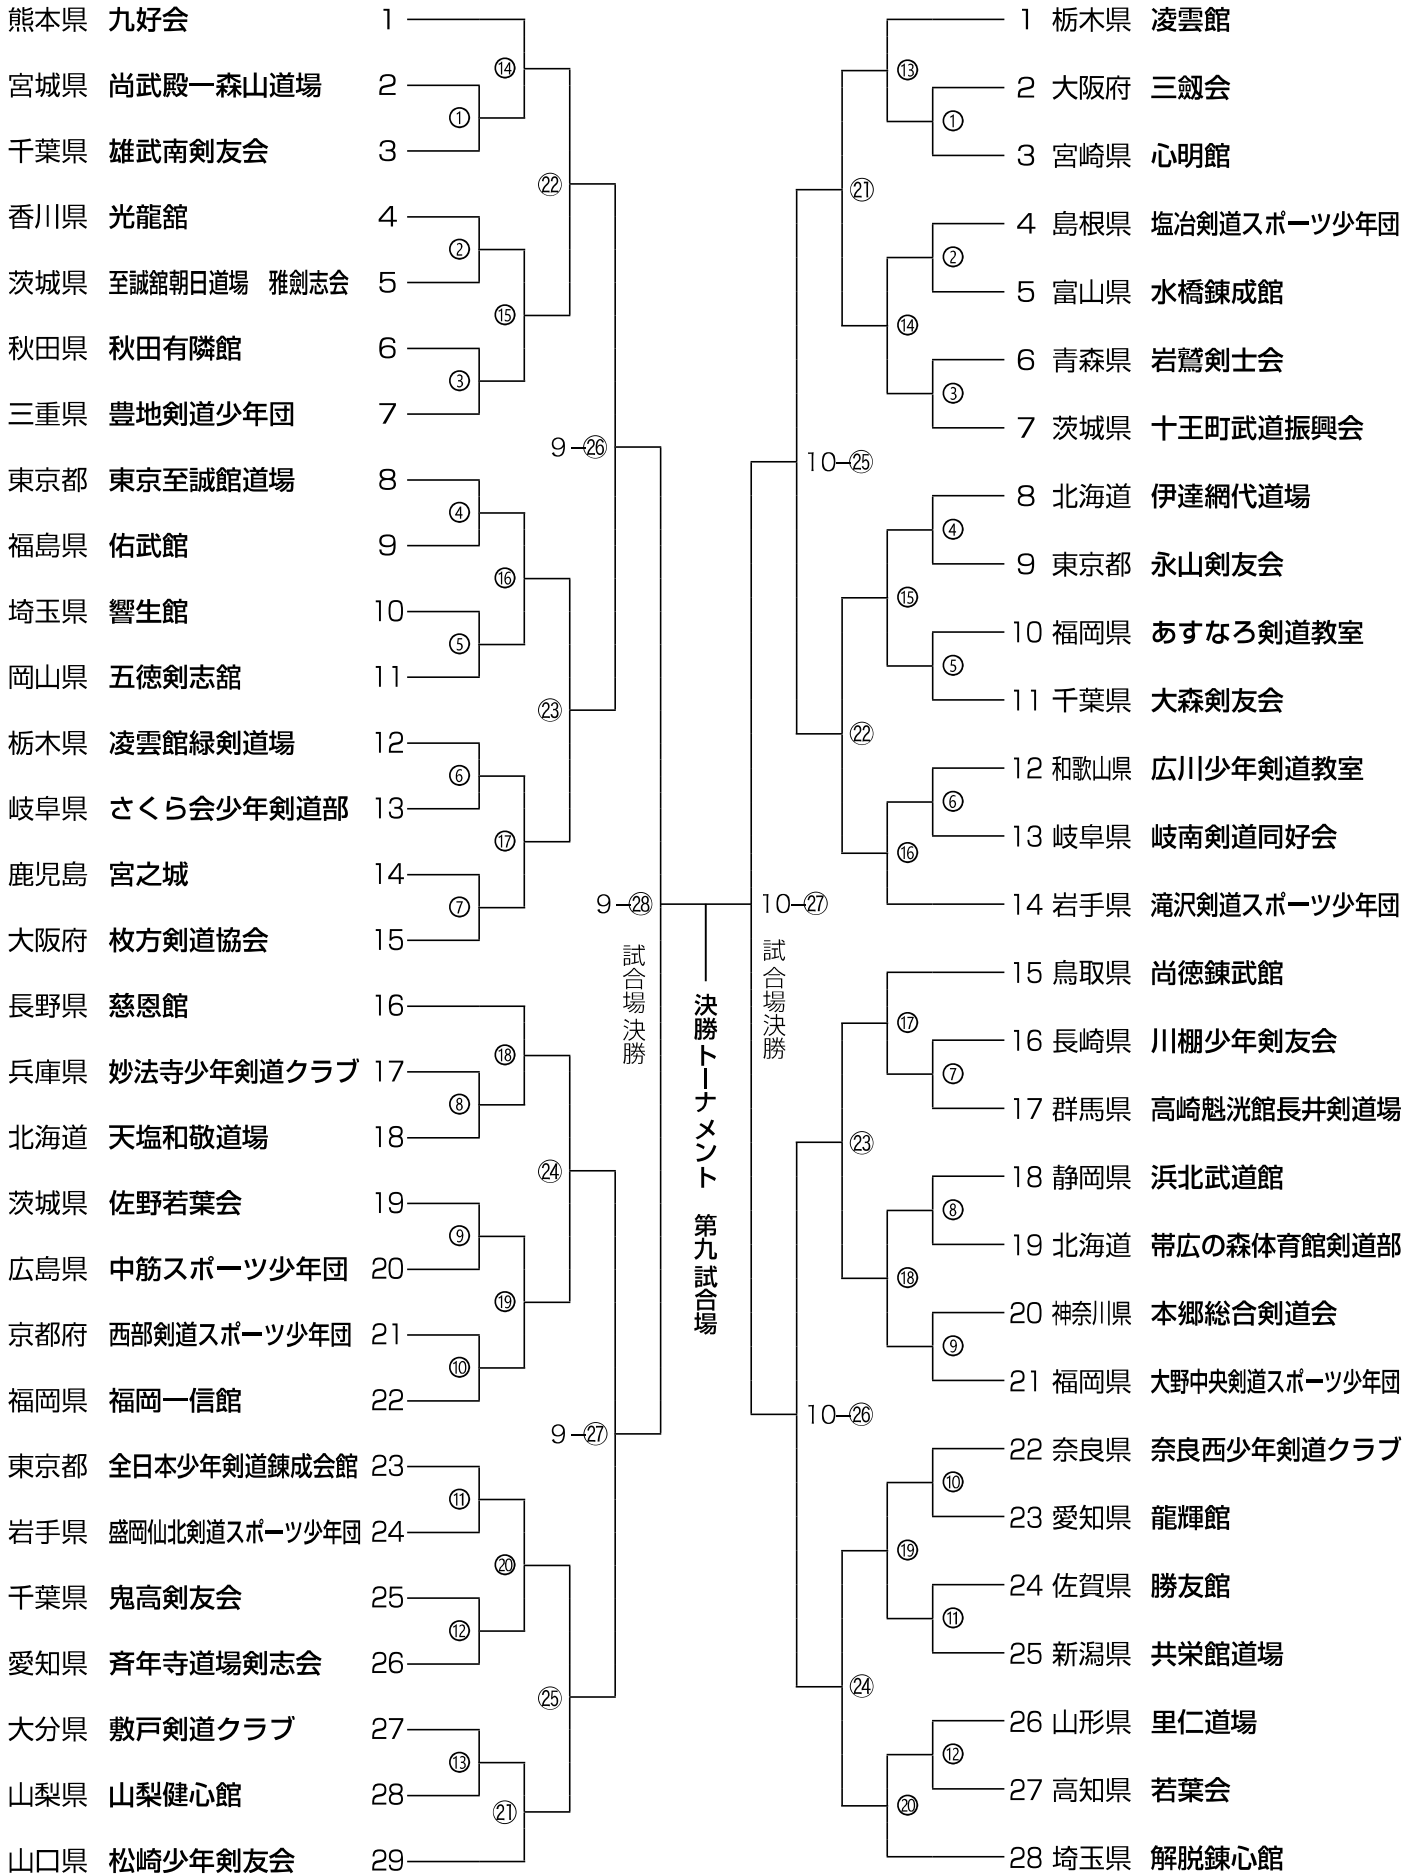 熊本県 九好会 1
宮城県 尚武殿一森山道場 2
千葉県 雄武南剣友会 3
香川県 光龍舘 4
茨城県 至誠舘朝日道場 雅劍志会 5
秋田県 秋田有隣館 6
三重県 豊地剣道少年団 7
東京都 東京至誠館道場 8
福島県 佑武館 9
埼玉県 響生館 10
岡山県 五徳剣志舘 11
栃木県 凌雲館緑剣道場 12
岐阜県 さくら会少年剣道部 13
鹿児島 宮之城 14
大阪府 枚方剣道協会 15
長野県 慈恩館 16
兵庫県 妙法寺少年剣道クラブ 17
北海道 天塩和敬道場 18
茨城県 佐野若葉会 19
広島県 中筋スポーツ少年団 20
京都府 西部剣道スポーツ少年団 21
福岡県 福岡一信館 22
東京都 全日本少年剣道錬成会館 23
岩手県 盛岡仙北剣道スポーツ少年団 24
千葉県 鬼高剣友会 25
愛知県 斉年寺道場剣志会 26
大分県 敷戸剣道クラブ 27
山梨県 山梨健心館 28
山口県 松崎少年剣友会 29
①
②
③
④
⑤
⑥
⑦
⑧
⑨
⑩
⑪
⑫
⑬
⑭
⑮
⑯
⑰
⑱
⑲
⑳
㉑
㉒
㉓
㉔
㉕
9-㉖
9-㉗
9-㉘
試合場決勝
決勝トーナメント 第九試合場
10-㉗
試合場決勝
10-㉕
10-㉖
㉑
㉒
㉓
㉔
⑬
⑭
⑮
⑯
⑰
⑱
⑲
⑳
①
②
③
④
⑤
⑥
⑦
⑧
⑨
⑩
⑪
⑫
1 栃木県 凌雲館
2 大阪府 三劔会
3 宮崎県 心明館
4 島根県 塩冶剣道スポーツ少年団
5 富山県 水橋錬成館
6 青森県 岩鷲剣士会
7 茨城県 十王町武道振興会
8 北海道 伊達網代道場
9 東京都 永山剣友会
10 福岡県 あすなろ剣道教室
11 千葉県 大森剣友会
12 和歌山県 広川少年剣道教室
13 岐阜県 岐南剣道同好会
14 岩手県 滝沢剣道スポーツ少年団
15 鳥取県 尚徳錬武館
16 長崎県 川棚少年剣友会
17 群馬県 高崎魁洸館長井剣道場
18 静岡県 浜北武道館
19 北海道 帯広の森体育館剣道部
20 神奈川県 本郷総合剣道会
21 福岡県 大野中央剣道スポーツ少年団
22 奈良県 奈良西少年剣道クラブ
23 愛知県 龍輝館
24 佐賀県 勝友館
25 新潟県 共栄館道場
26 山形県 里仁道場
27 高知県 若葉会
28 埼玉県 解脱錬心館